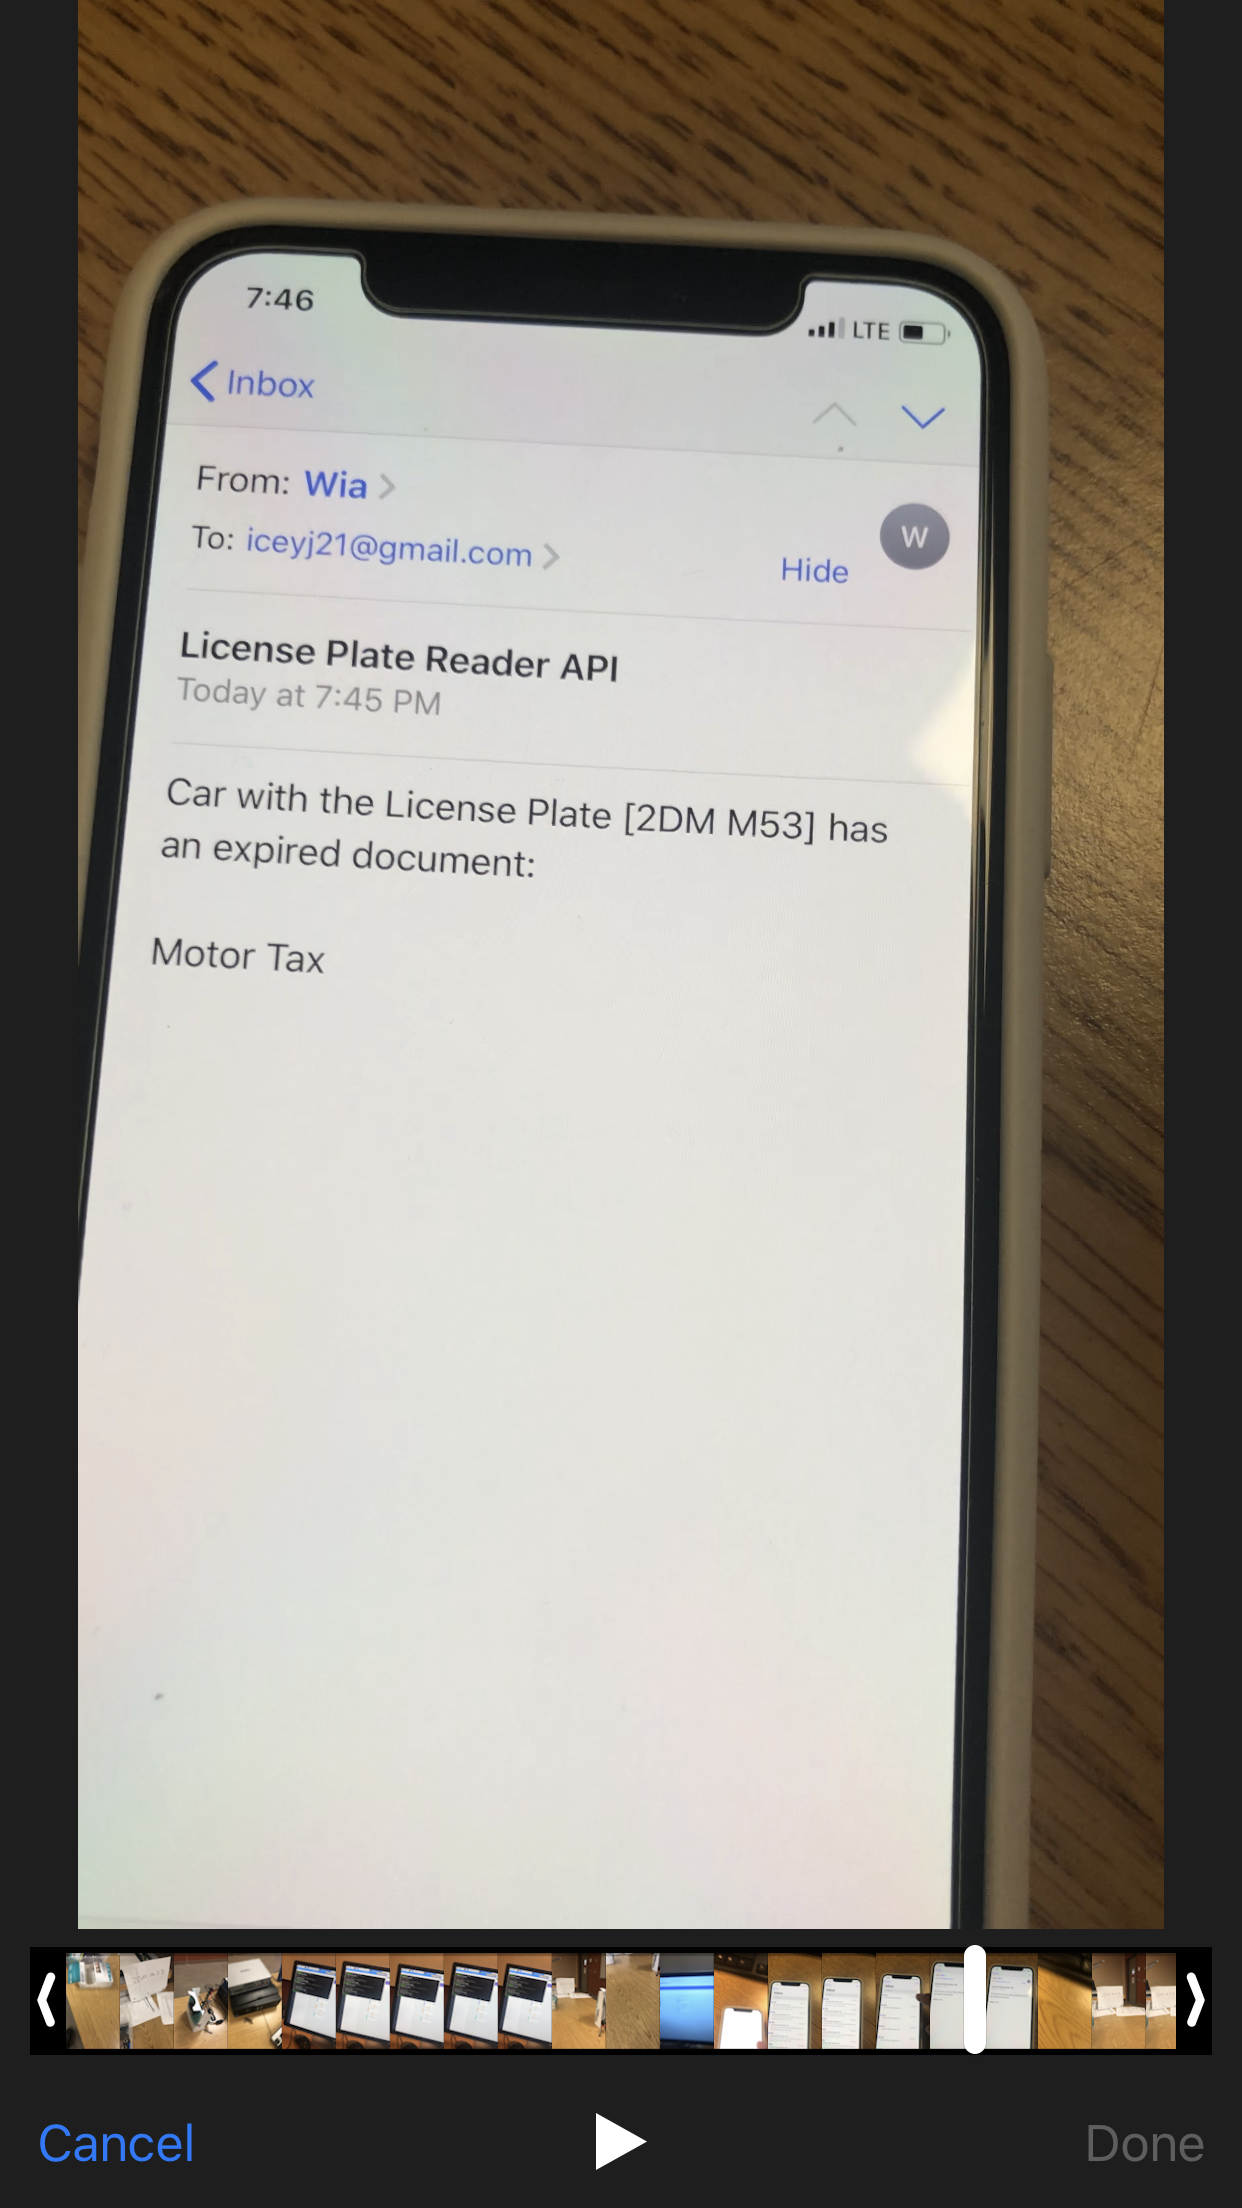 7:46
LTE
Inbox
From: Wia
W
To: iceyj21@gmail.com
Hide
License Plate Reader API
Today at 7:45 PM
Car with the License Plate [2DM M53] has
an expired document:
Motor Tax
Cancel
Done